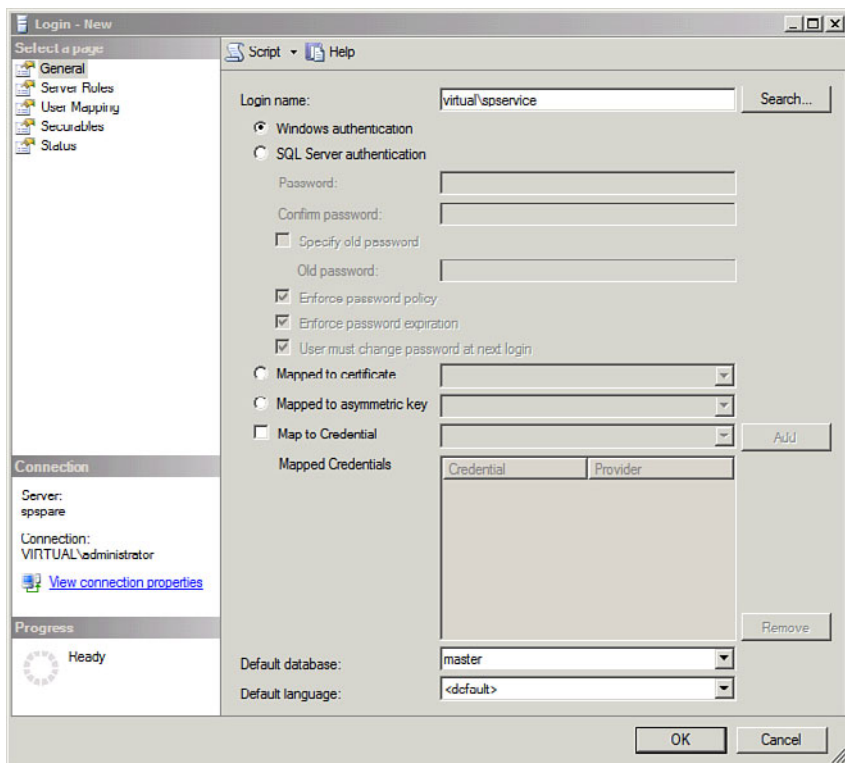 Login - New
Select a page
General
Server Roles
User Mapping
Securables
Status
Script Help
Login name: virtual\spservice Search...
Windows authentication
SQL Server authentication
Password:
Confirm password:
Specify old password
Old password:
Enforce password policy
Enforce password expiration
User must change password at next login
Mapped to certificate
Mapped to asymmetric key
Map to Credential Add
Mapped Credentials Credential Provider
Remove
Default database: master
Default language: <default>
Connection
Server:
spspare
Connection:
VIRTUAL\administrator
View connection properties
Progress
Ready
OK Cancel